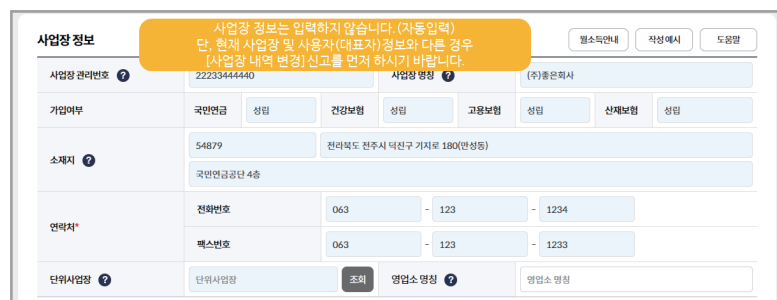 사업장 정보
사업장 정보는 입력하지 않습니다. (자동입력)
단, 현재 사업장 및 사용자(대표자)정보와 다른 경우
[사업장 내역 변경]신고를 먼저 하시기 바랍니다.
월소득안내 작성예시 도움말
사업장 관리번호 ? 22233444440 사업장 명칭 ? (주)좋은회사
가입여부 국민연금 성립 건강보험 성립 고용보험 성립 산재보험 성립
소재지 ? 54879 전라북도 전주시 덕진구 기지로 180(만성동)
국민연금공단 4층
연락처* 전화번호 063 - 123 - 1234
팩스번호 063 - 123 - 1233
단위사업장 ? 단위사업장 조회 영업소 명칭 ? 영업소 명칭